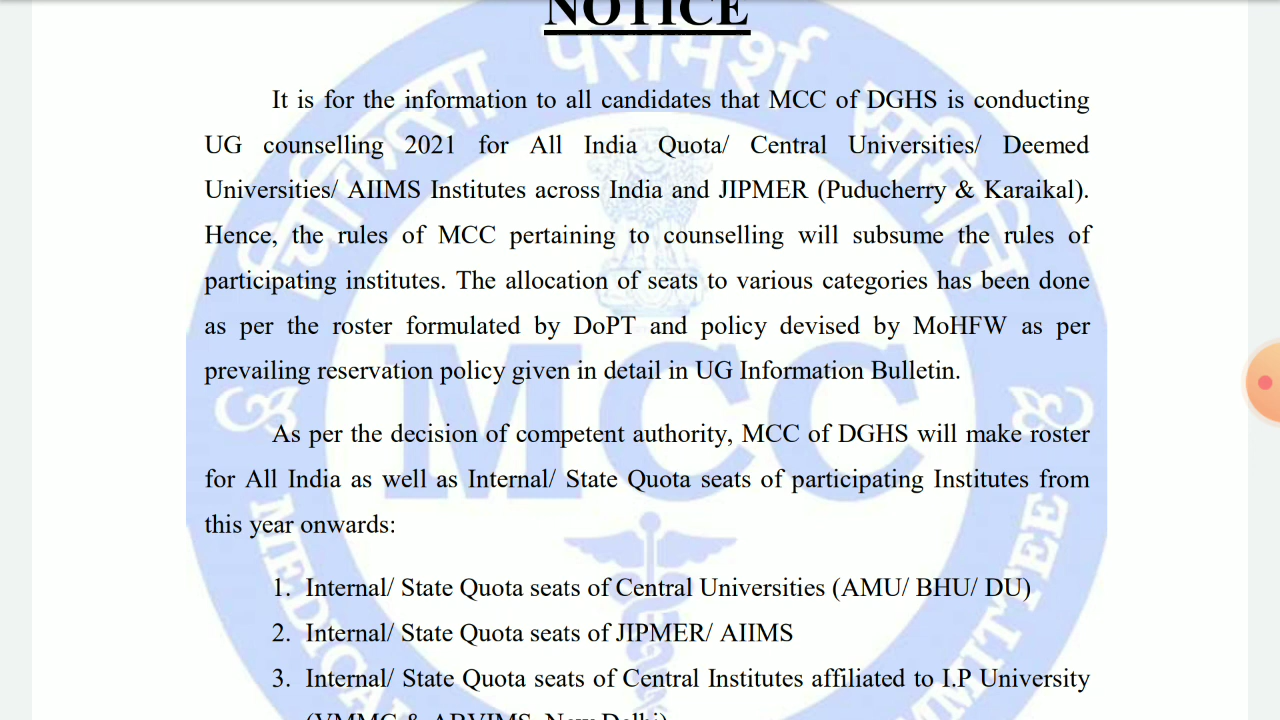 NOTICE
It is for the information to all candidates that MCC of DGHS is conducting
UG counselling 2021 for All India Quota/ Central Universities/ Deemed
Universities/ AIIMS Institutes across India and JIPMER (Puducherry & Karaikal).
Hence, the rules of MCC pertaining to counselling will subsume the rules of
participating institutes. The allocation of seats to various categories has been done
as per the roster formulated by DoPT and policy devised by MoHFW as per
prevailing reservation policy given in detail in UG Information Bulletin.
As per the decision of competent authority, MCC of DGHS will make roster
for All India as well as Internal/ State Quota seats of participating Institutes from
this year onwards:
1. Internal/ State Quota seats of Central Universities (AMU/ BHU/ DU)
2. Internal/ State Quota seats of JIPMER/ AIIMS
3. Internal/ State Quota seats of Central Institutes affiliated to I.P University
(VMMC & ABVIMS, New Delhi)
चिकित्सा परामर्श समिति
MCC